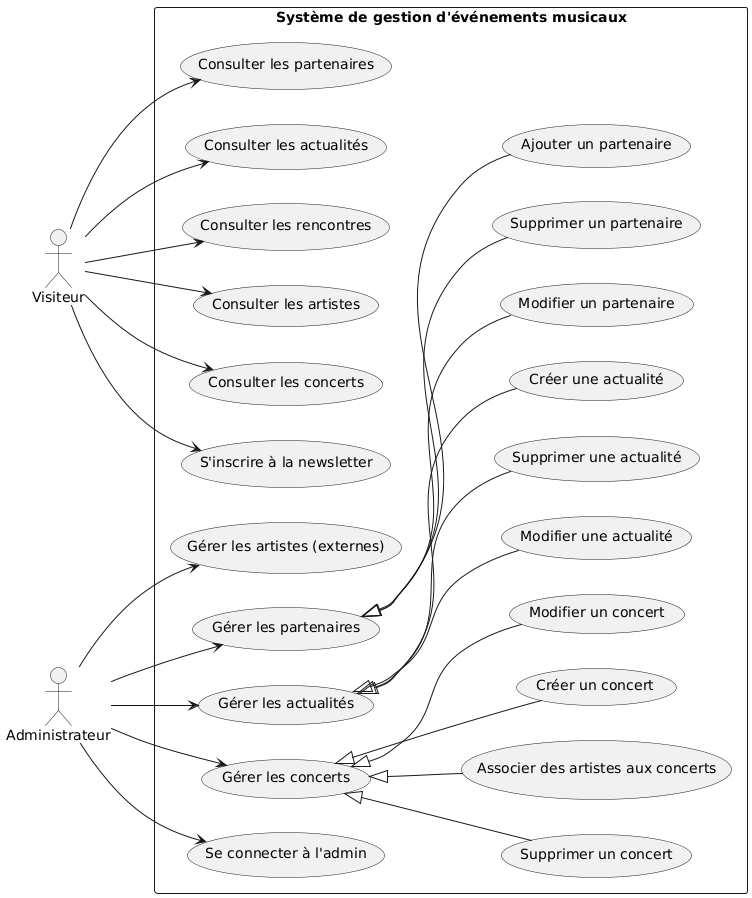 Système de gestion d'événements musicaux
Consulter les partenaires
Consulter les actualités
Consulter les rencontres
Consulter les artistes
Consulter les concerts
S'inscrire à la newsletter
Gérer les artistes (externes)
Gérer les partenaires
Gérer les actualités
Gérer les concerts
Se connecter à l'admin
Ajouter un partenaire
Supprimer un partenaire
Modifier un partenaire
Créer une actualité
Supprimer une actualité
Modifier une actualité
Modifier un concert
Créer un concert
Associer des artistes aux concerts
Supprimer un concert
Visiteur
Administrateur